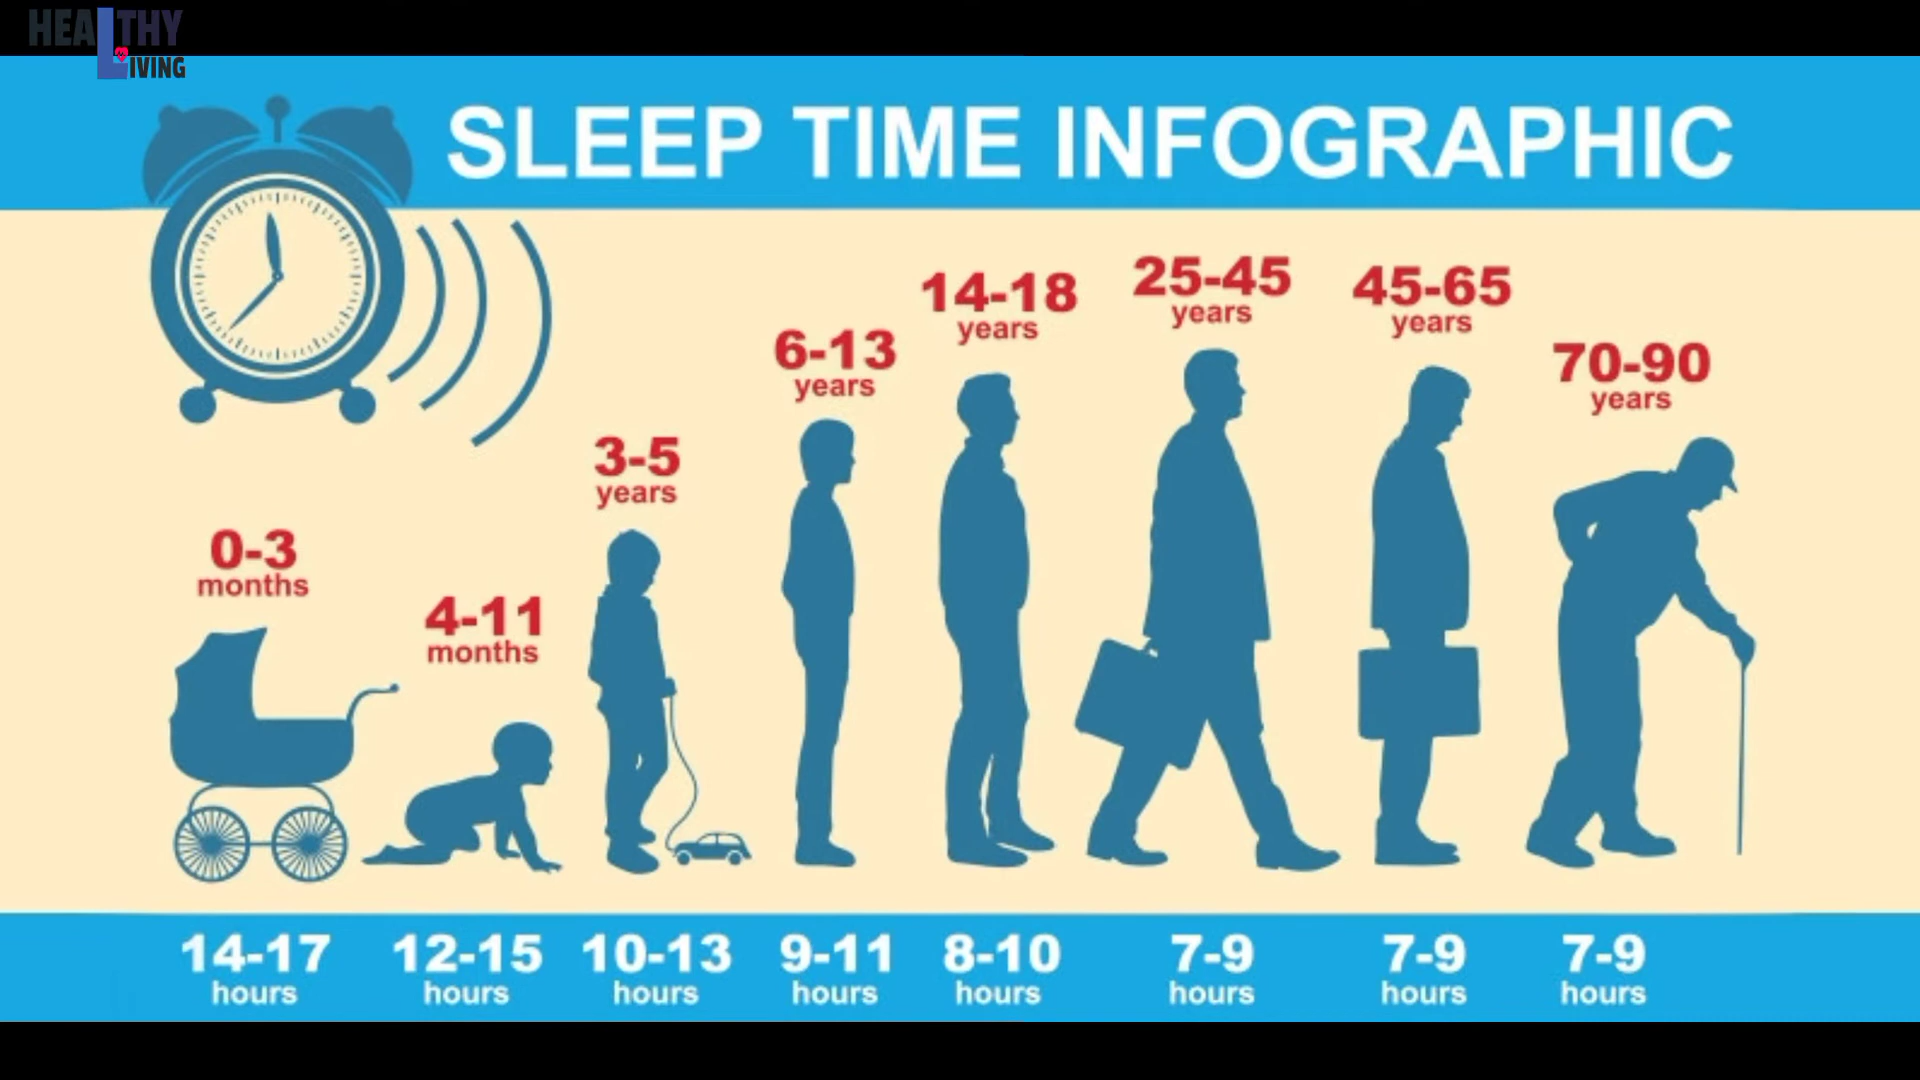 HEALTHY
LIVING
SLEEP TIME INFOGRAPHIC
0-3
months
4-11
months
3-5
years
6-13
years
14-18
years
25-45
years
45-65
years
70-90
years
14-17
hours
12-15
hours
10-13
hours
9-11
hours
8-10
hours
7-9
hours
7-9
hours
7-9
hours